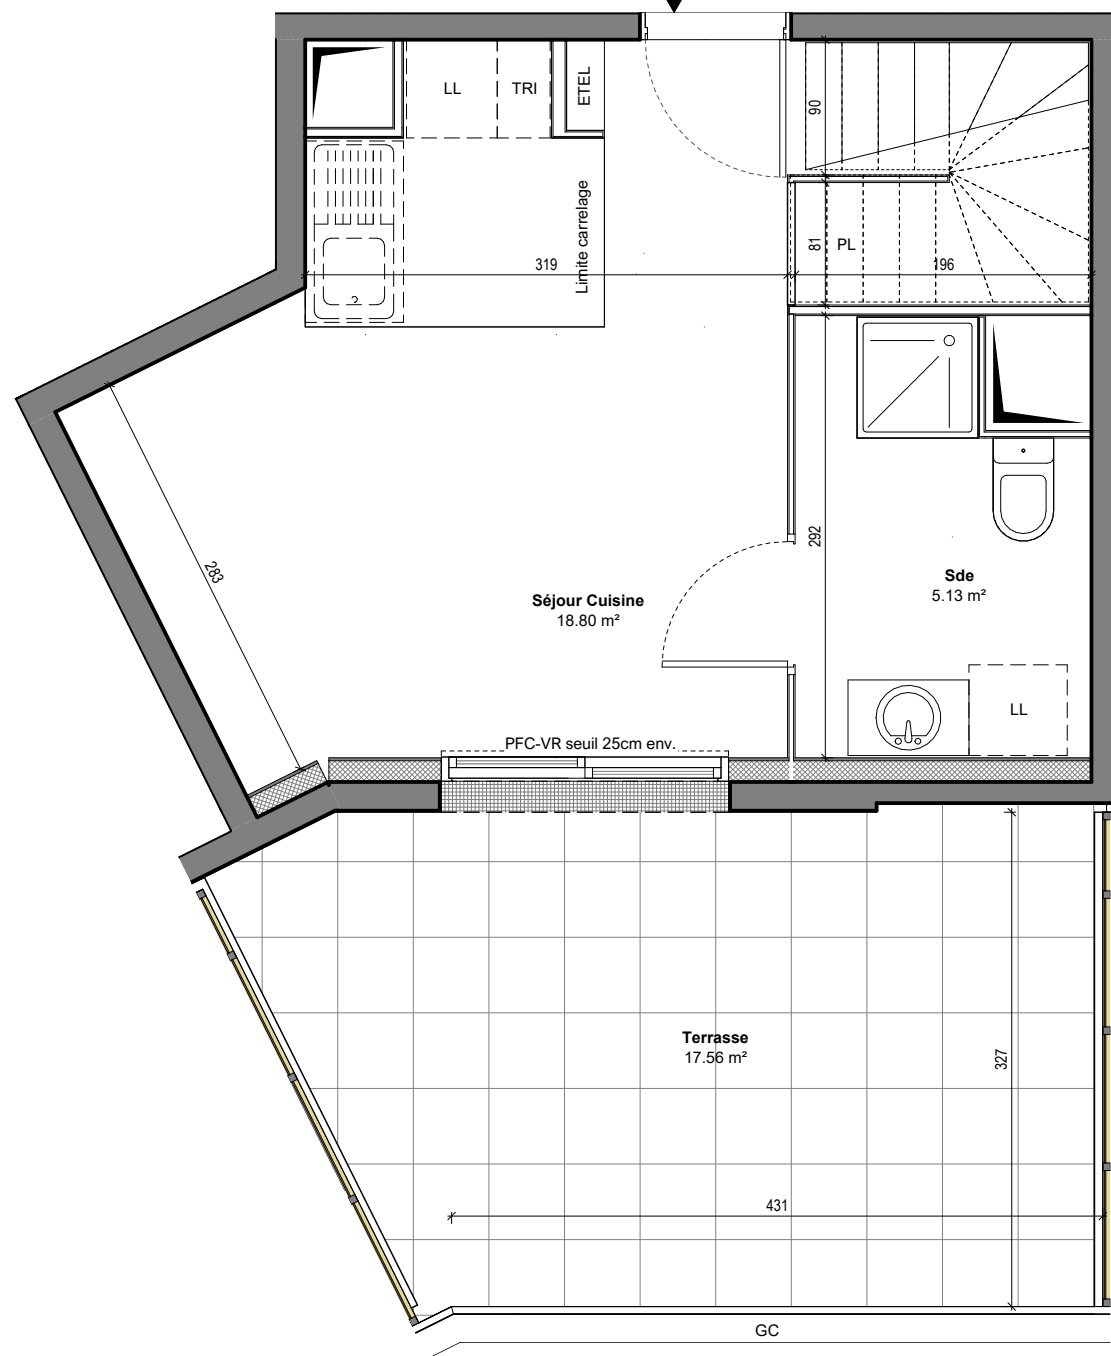 LL
TRI
ETEL
90
Limite carrelage
81
PL
319
196
283
292
Sde
5.13 m²
Séjour Cuisine
18.80 m²
LL
PFC-VR seuil 25cm env.
Terrasse
17.56 m²
327
431
GC